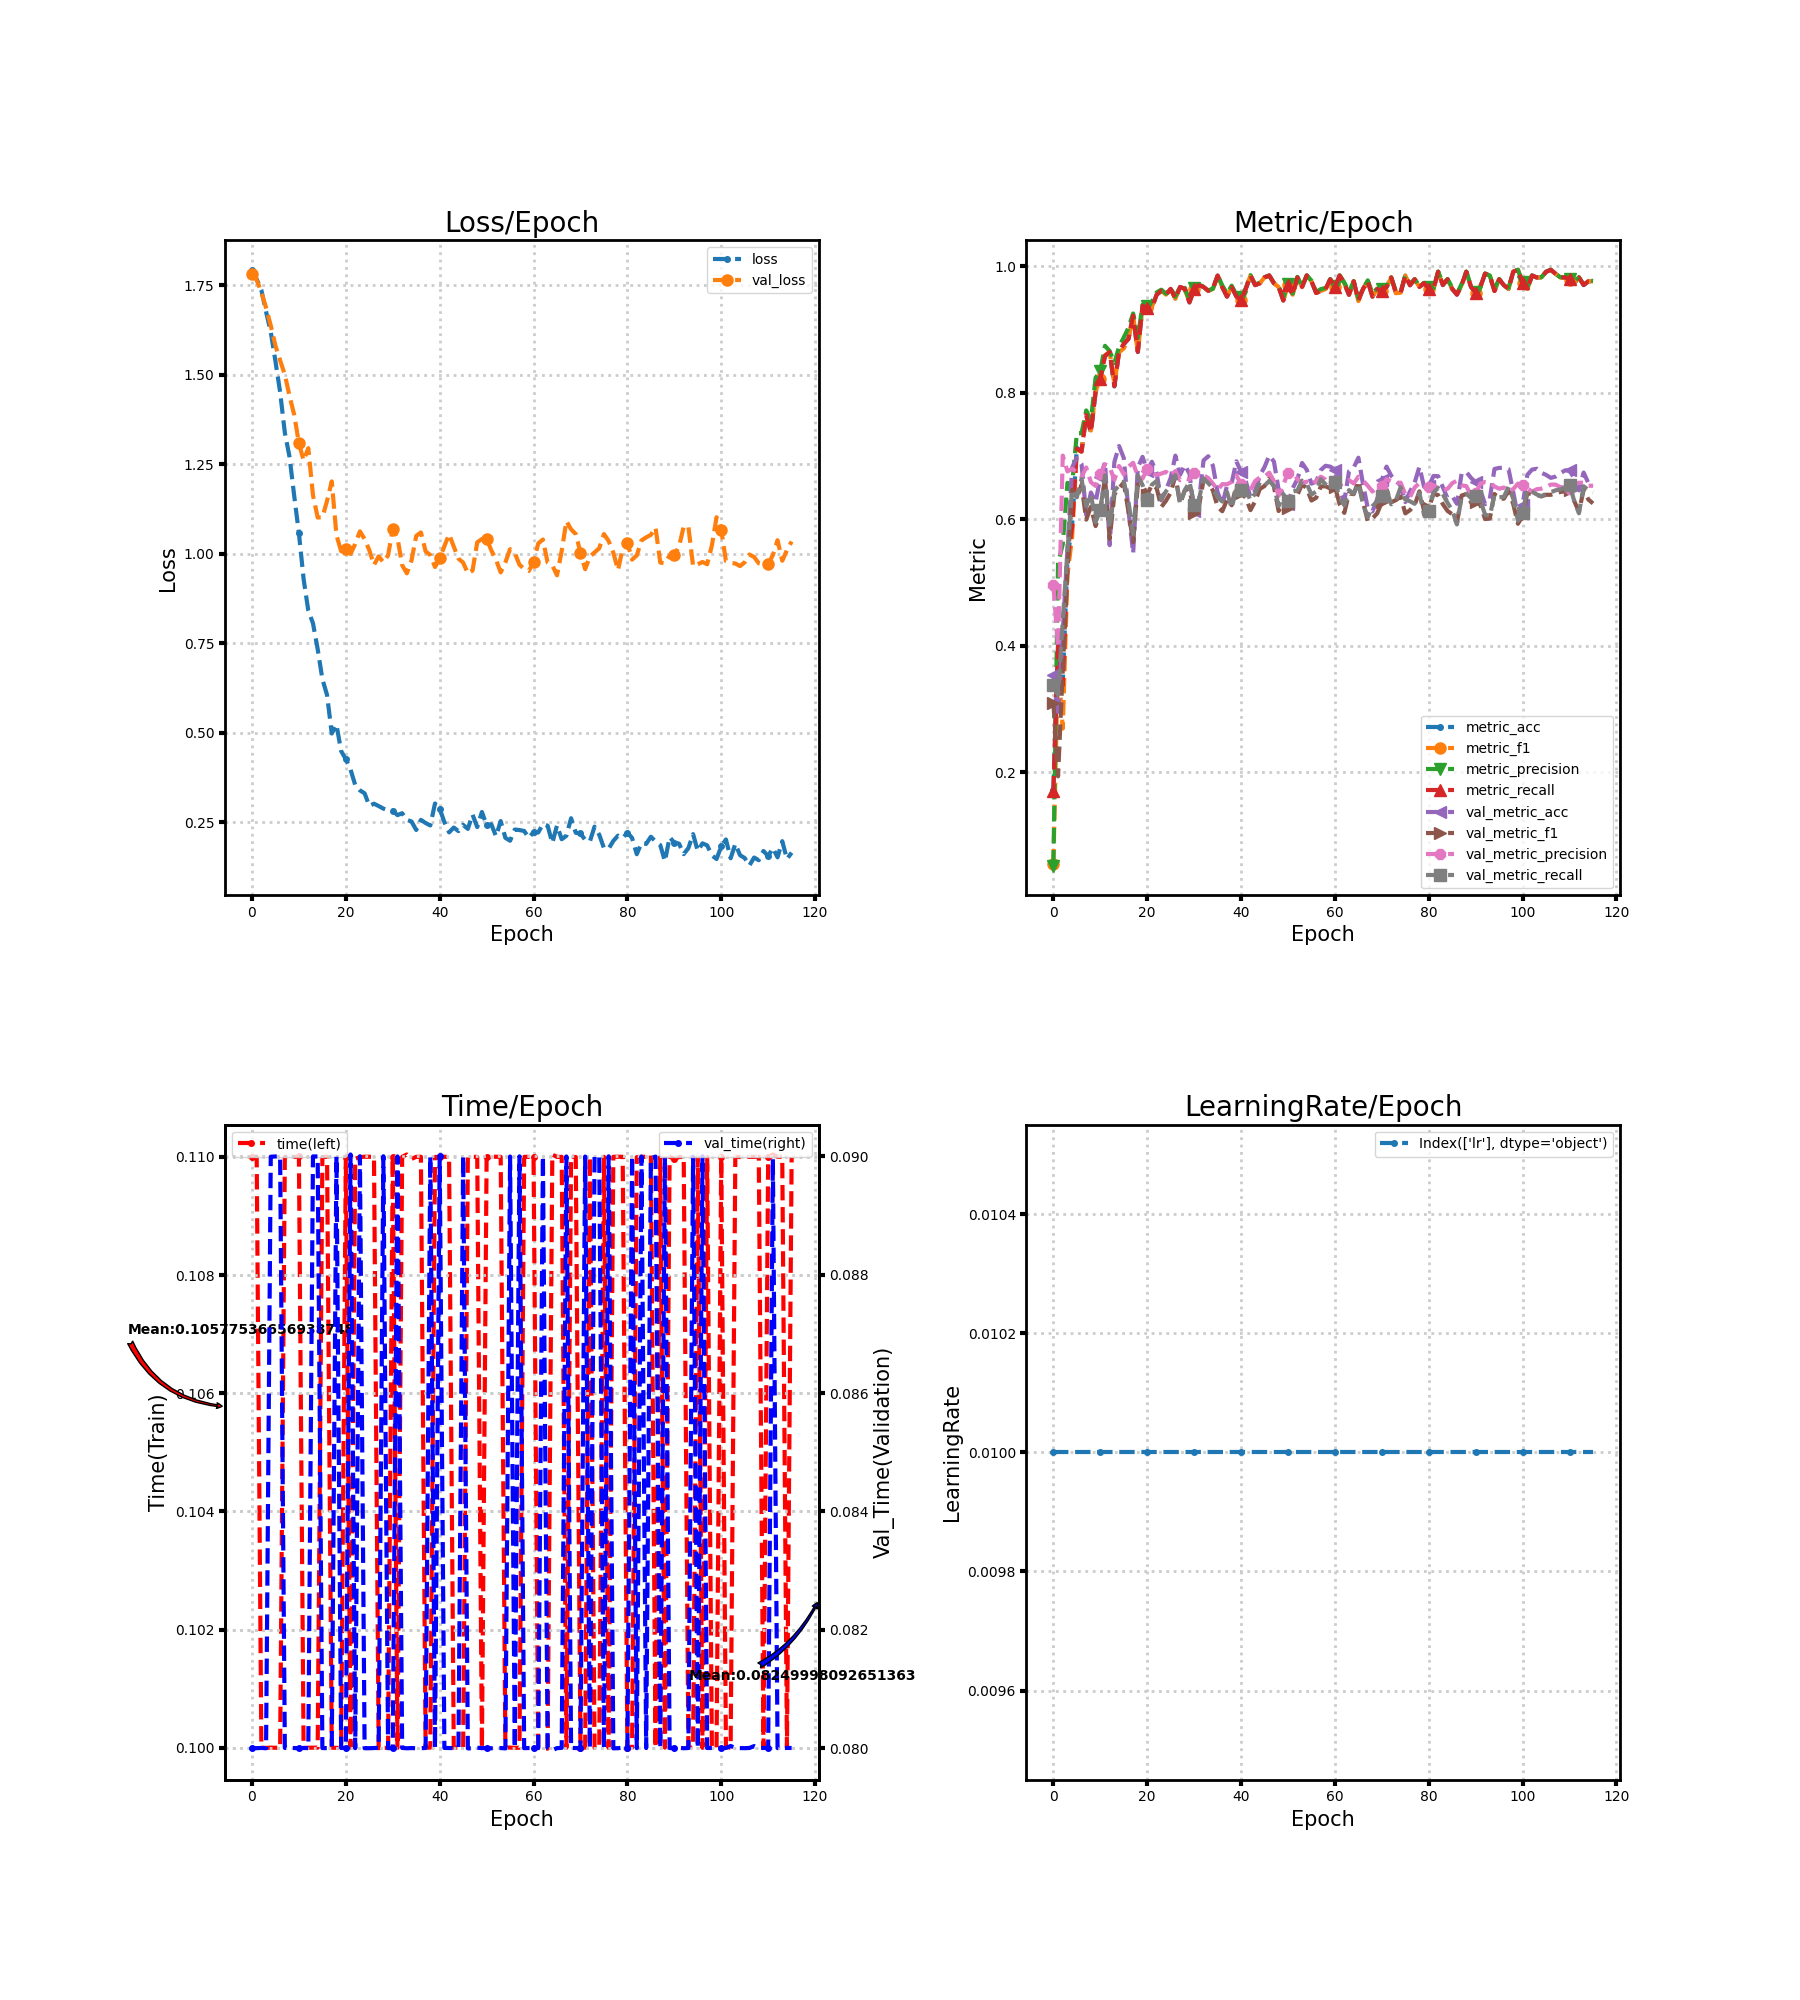 Loss/Epoch
loss
val_loss
1.75
1.50
1.25
1.00
0.75
0.50
0.25
Loss
0
20
40
60
80
100
120
Epoch
Metric/Epoch
1.0
0.8
0.6
0.4
0.2
Metric
metric_acc
metric_f1
metric_precision
metric_recall
val_metric_acc
val_metric_f1
val_metric_precision
val_metric_recall
0
20
40
60
80
100
120
Epoch
Time/Epoch
time(left)
val_time(right)
0.110
0.108
0.106
0.104
0.102
0.100
Time(Train)
0.090
0.088
0.086
0.084
0.082
0.080
Val_Time(Validation)
0
20
40
60
80
100
120
Epoch
LearningRate/Epoch
Index(['lr'], dtype='object')
0.0104
0.0102
0.0100
0.0098
0.0096
LearningRate
0
20
40
60
80
100
120
Epoch